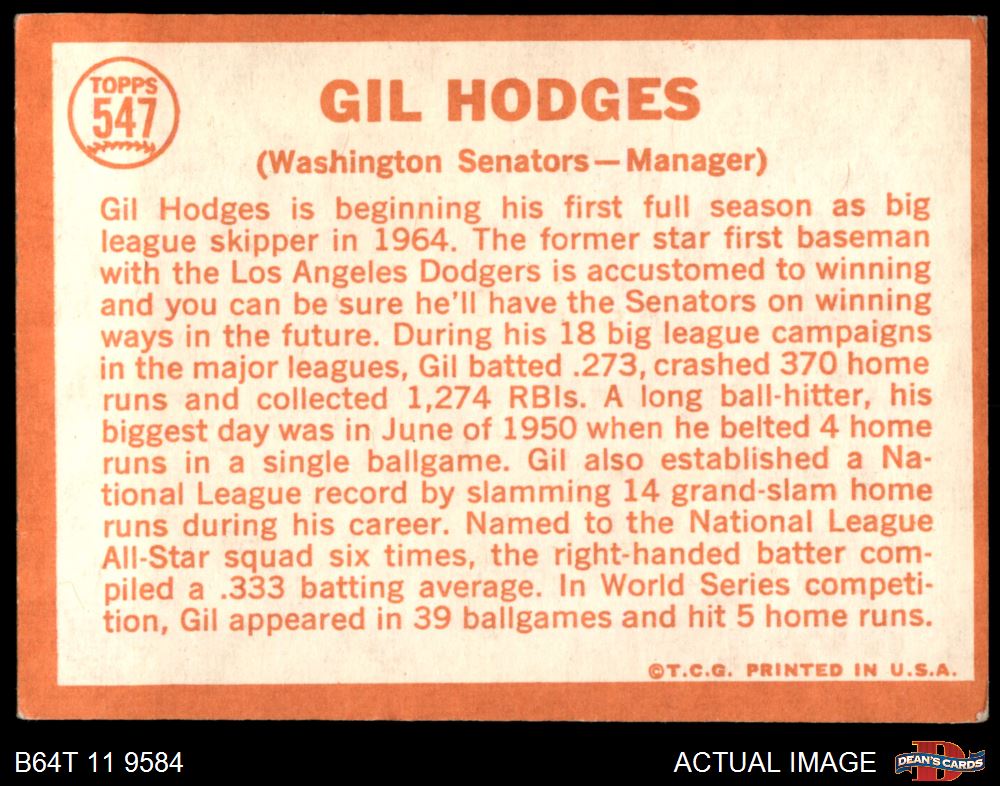 TOPPS
547
GIL HODGES
(Washington Senators—Manager)
Gil Hodges is beginning his first full season as big
league skipper in 1964. The former star first baseman
with the Los Angeles Dodgers is accustomed to winning
and you can be sure he'll have the Senators on winning
ways in the future. During his 18 big league campaigns
in the major leagues, Gil batted .273, crashed 370 home
runs and collected 1,274 RBIs. A long ball-hitter, his
biggest day was in June of 1950 when he belted 4 home
runs in a single ballgame. Gil also established a Na-
tional League record by slamming 14 grand-slam home
runs during his career. Named to the National League
All-Star squad six times, the right-handed batter com-
piled a .333 batting average. In World Series competi-
tion, Gil appeared in 39 ballgames and hit 5 home runs.
©T.C.G. PRINTED IN U.S.A.
B64T 11 9584
ACTUAL IMAGE
D
DEAN'S CARDS